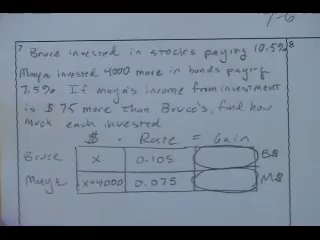 7 Bruce invested in stocks paying 10.5% 8
Maya invested 4000 more in bonds paying
7.5% If maya's income from investment
is $75 more than Bruce's, find how
much each invested
$ · Rate = Gain
Bruce x 0.105 B$
Maya x+4000 0.075 M$